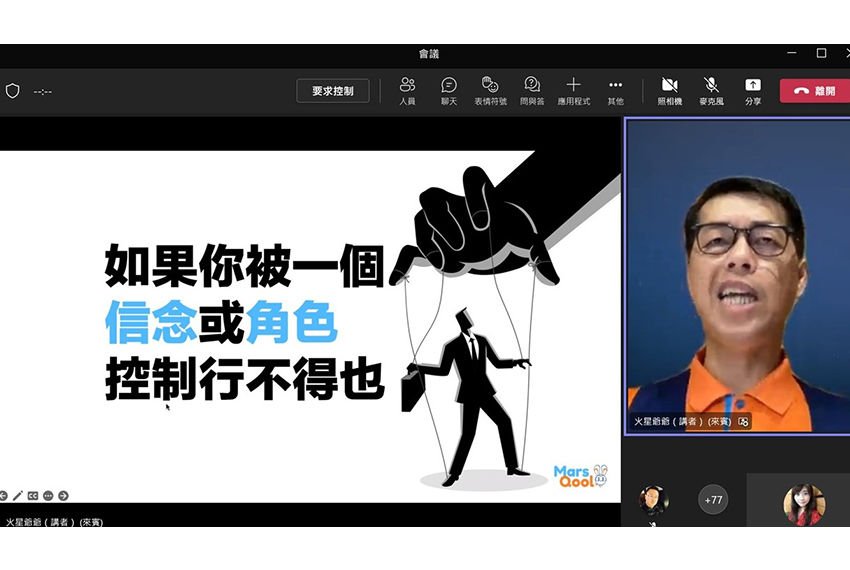 會議
--:--
要求控制
人員
聊天
表情符號
問與答
應用程式
其他
照相機
麥克風
分享
離開
如果你被一個
信念或角色
控制行不得也
Mars
Qool
CC
火星爺爺（講者）(來賓)
火星爺爺（講者）(來賓)
+77